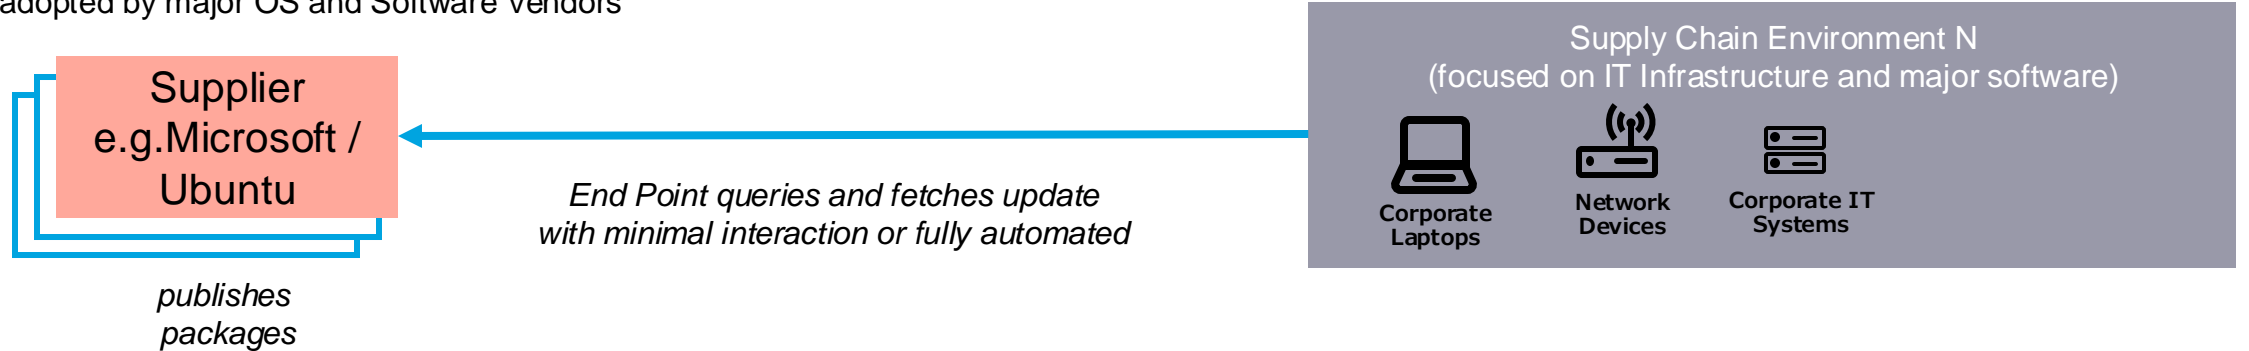 adopted by major OS and Software Vendors
Supplier
e.g.Microsoft /
Ubuntu
publishes
packages
End Point queries and fetches update
with minimal interaction or fully automated
Supply Chain Environment N
(focused on IT Infrastructure and major software)
Corporate
Laptops
Network
Devices
Corporate IT
Systems